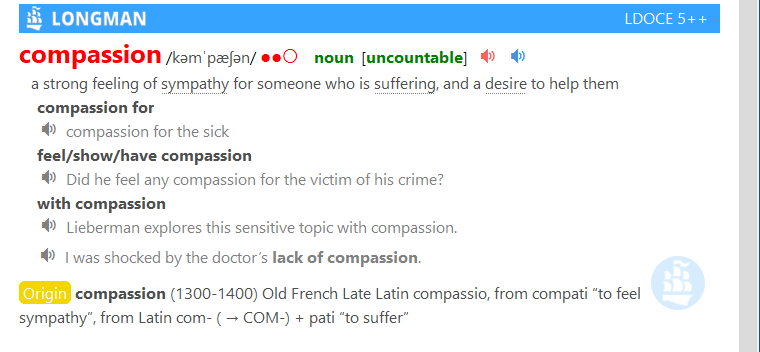 LONGMAN LDOCE 5++
compassion /kəmˈpæʃən/ ●●○ noun [uncountable]
a strong feeling of sympathy for someone who is suffering, and a desire to help them
compassion for
compassion for the sick
feel/show/have compassion
Did he feel any compassion for the victim of his crime?
with compassion
Lieberman explores this sensitive topic with compassion.
I was shocked by the doctor’s lack of compassion.
Origin compassion (1300-1400) Old French Late Latin compassio, from compati “to feel
sympathy”, from Latin com- ( → COM-) + pati “to suffer”